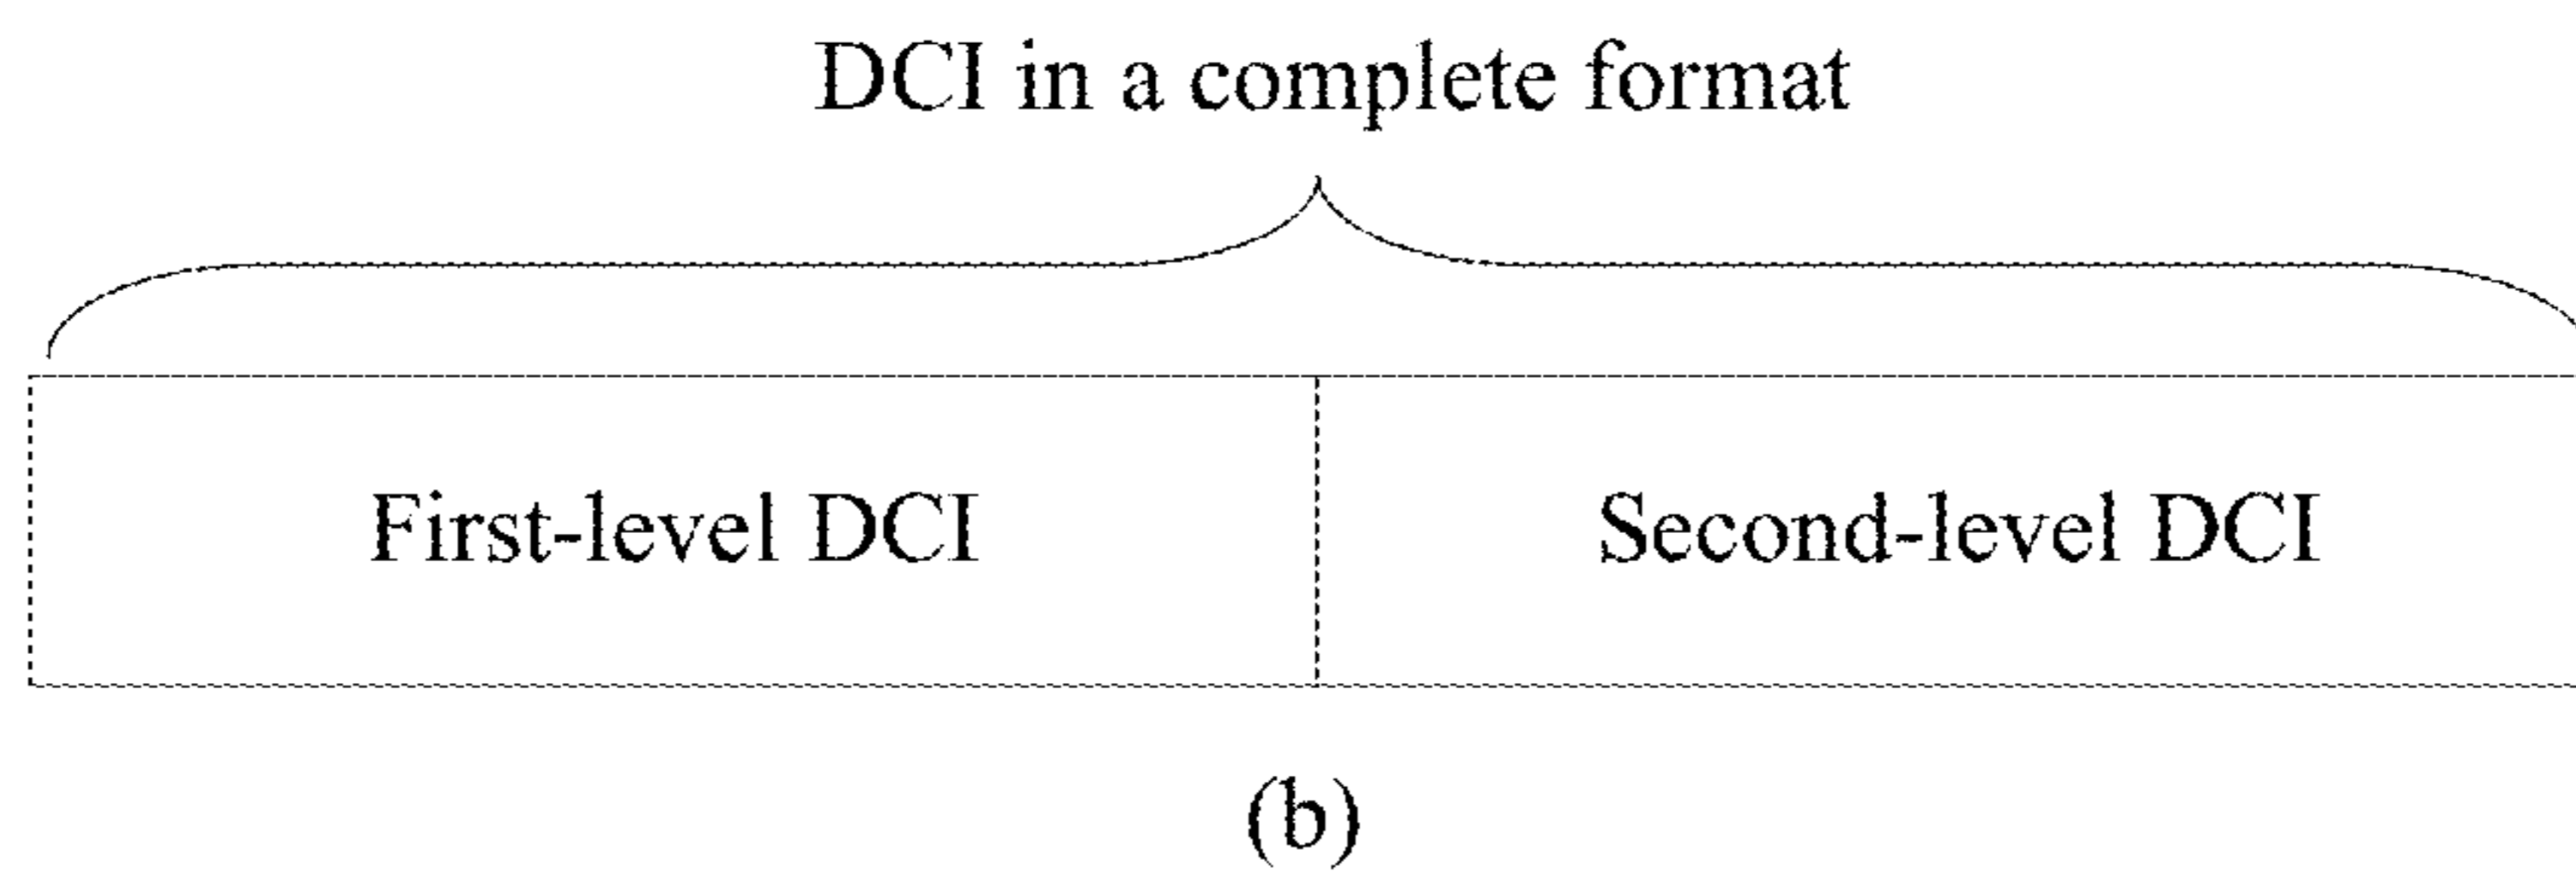 DCI in a complete format
First-level DCI
Second-level DCI
(b)